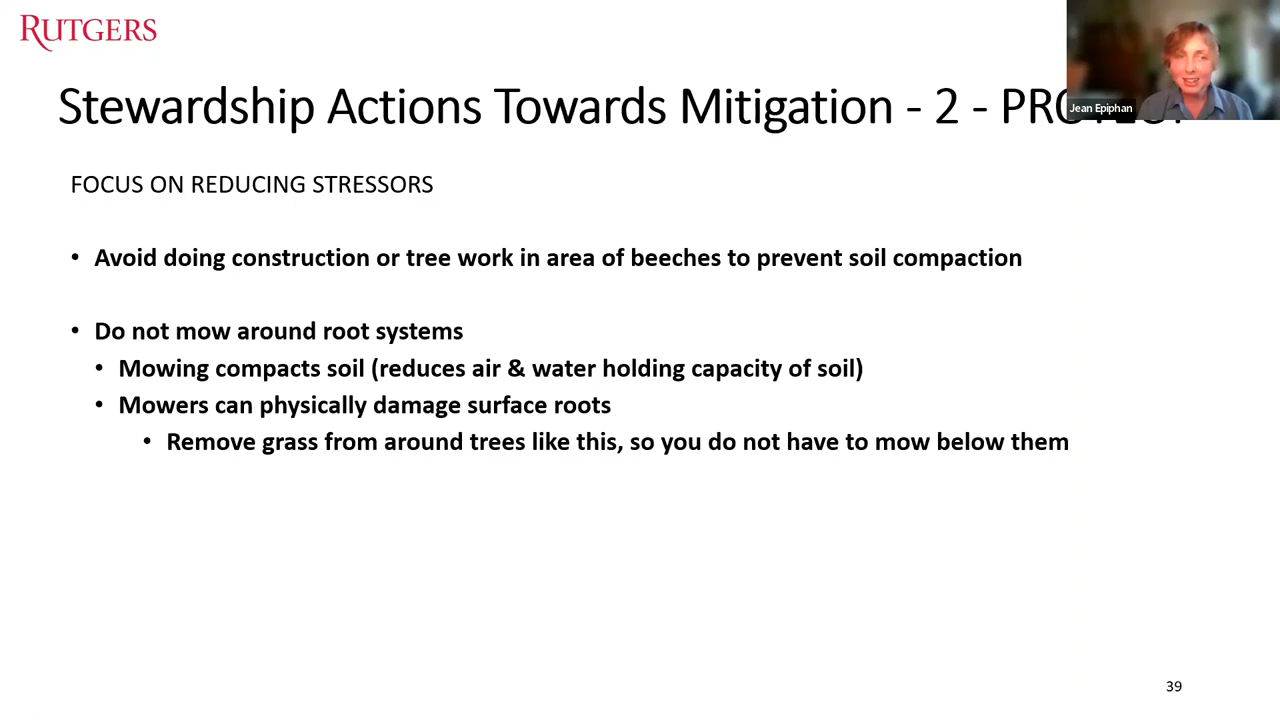 RUTGERS
Stewardship Actions Towards Mitigation - 2 -
Jean Epiphan
FOCUS ON REDUCING STRESSORS
• Avoid doing construction or tree work in area of beeches to prevent soil compaction
• Do not mow around root systems
• Mowing compacts soil (reduces air & water holding capacity of soil)
• Mowers can physically damage surface roots
• Remove grass from around trees like this, so you do not have to mow below them
39